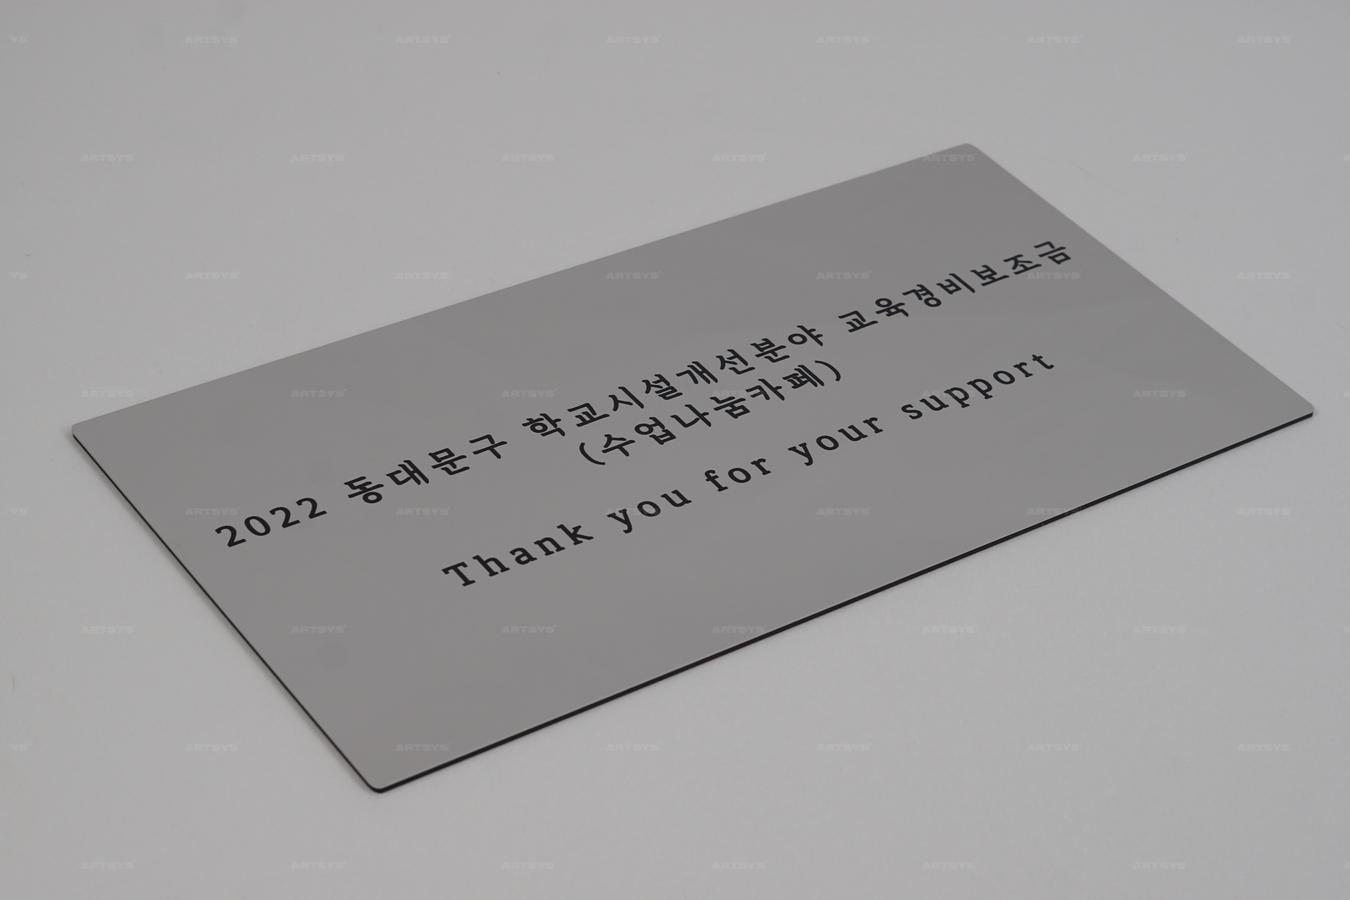 2022 동대문구 학교시설개선분야 교육경비보조금
(수업나눔카페)
Thank you for your support
ARTSYS